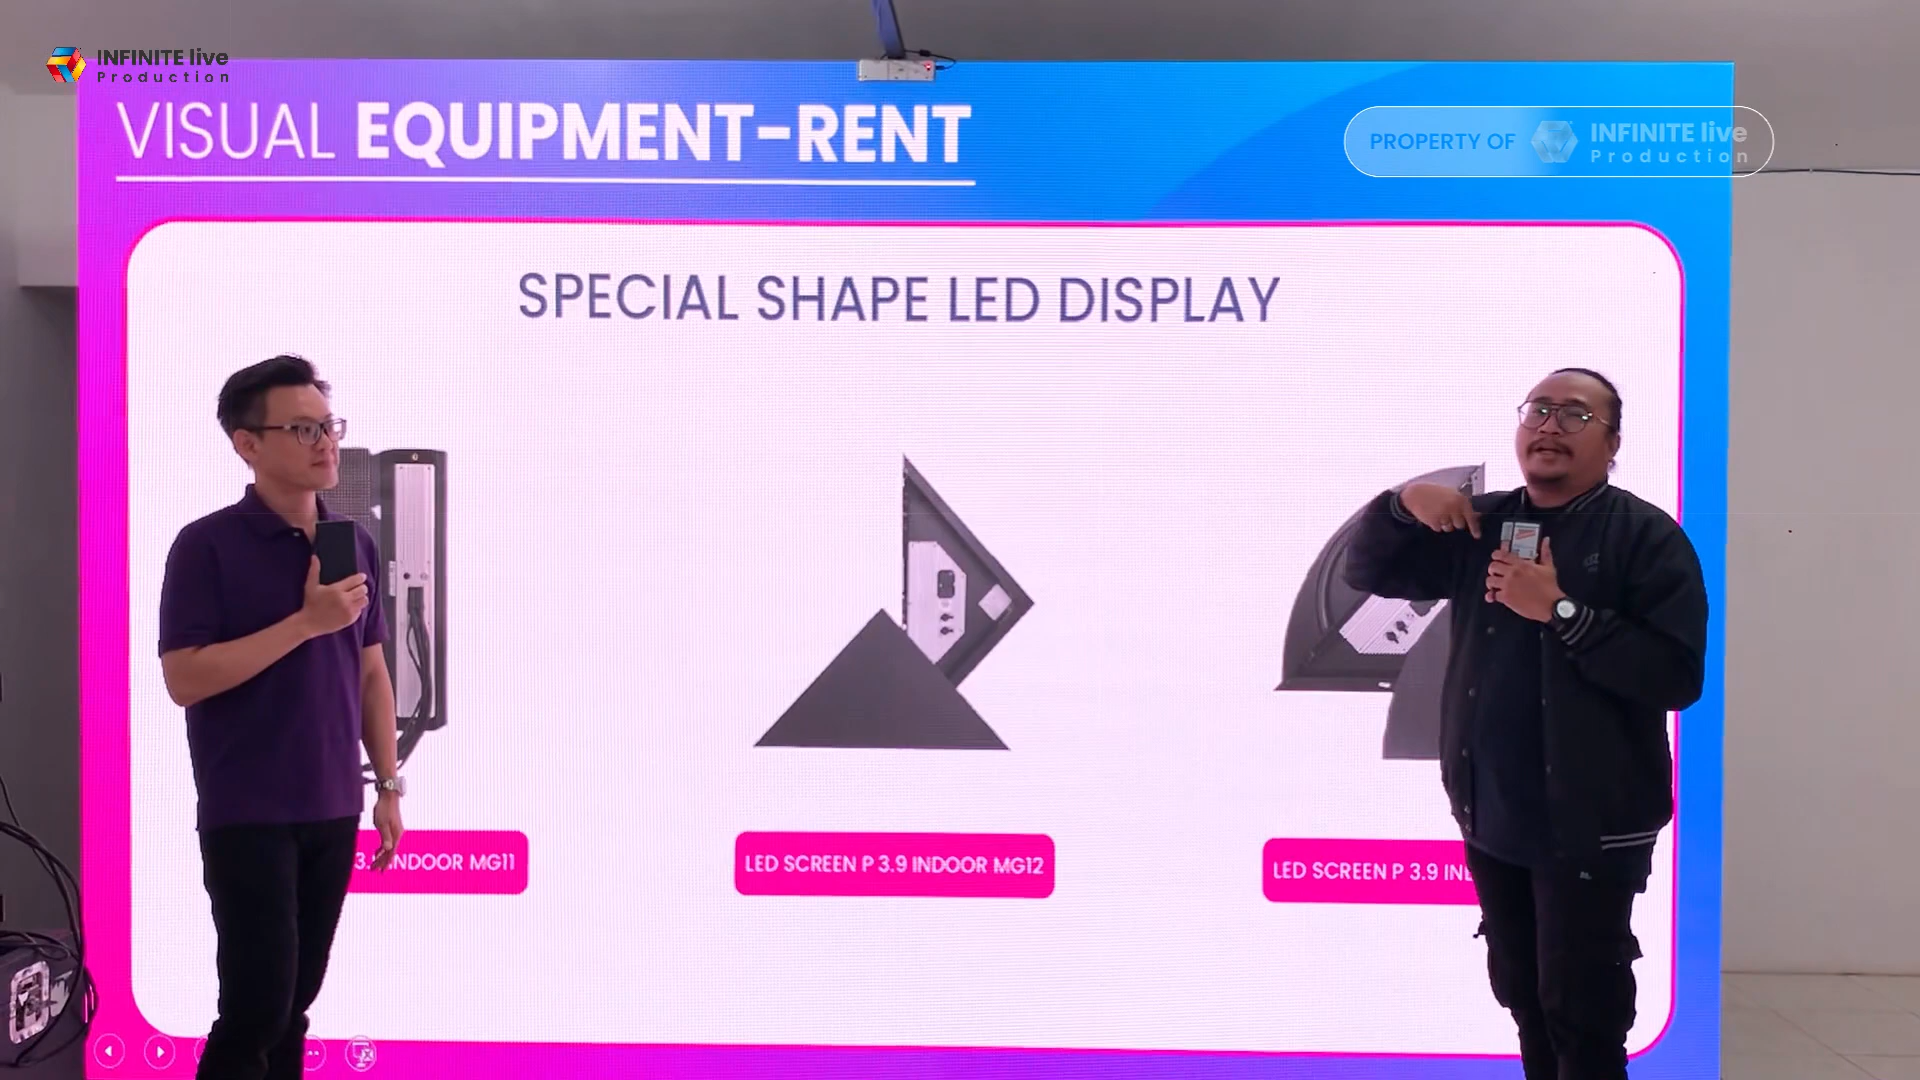 INFINITE live
Production
VISUAL EQUIPMENT-RENT
PROPERTY OF INFINITE live
Production
SPECIAL SHAPE LED DISPLAY
INDOOR MG11
LED SCREEN P 3.9 INDOOR MG12
LED SCREEN P 3.9